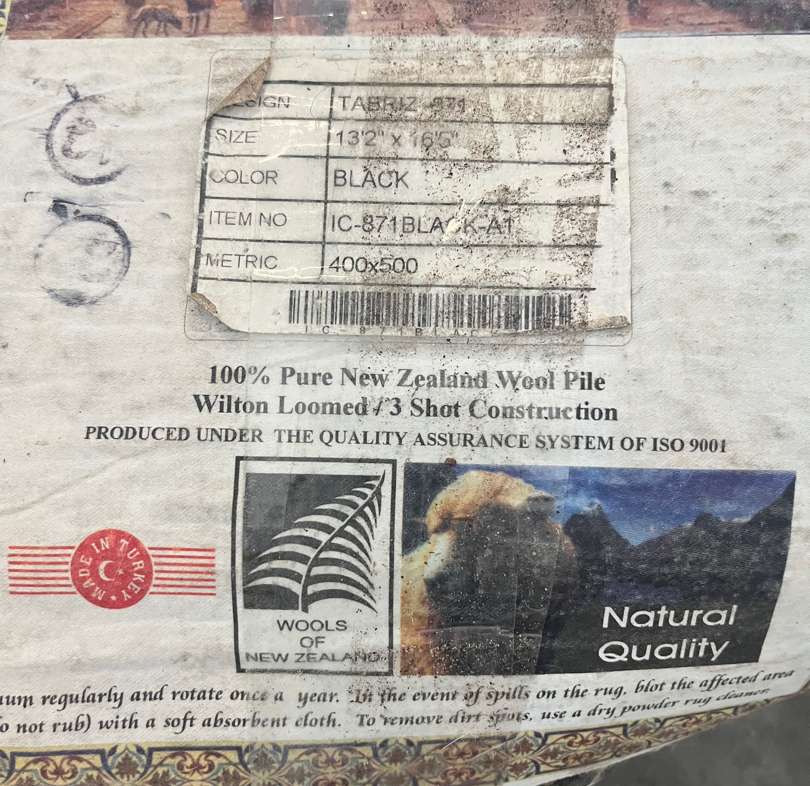 TABRIZ -871
SIZE 13'2" x 16'5"
COLOR BLACK
ITEM NO IC-871BLACK-A1
METRIC 400x500
100% Pure New Zealand Wool Pile
Wilton Loomed / 3 Shot Construction
PRODUCED UNDER THE QUALITY ASSURANCE SYSTEM OF ISO 9001
MADE IN TURKEY
WOOLS
OF
NEW ZEALAND
Natural
Quality
regularly and rotate once a year. In the event of spills on the rug, blot the affected area
not rub) with a soft absorbent cloth. To remove dirt spots, use a dry powder rug cleaner.